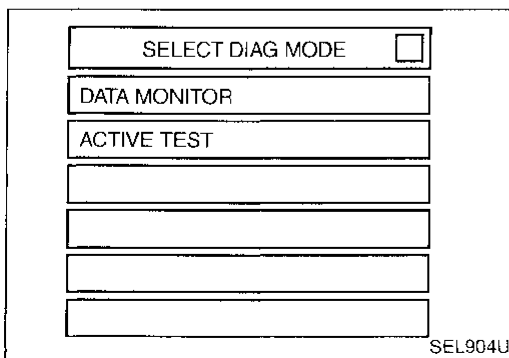 SELECT DIAG MODE
DATA MONITOR
ACTIVE TEST
SEL904U